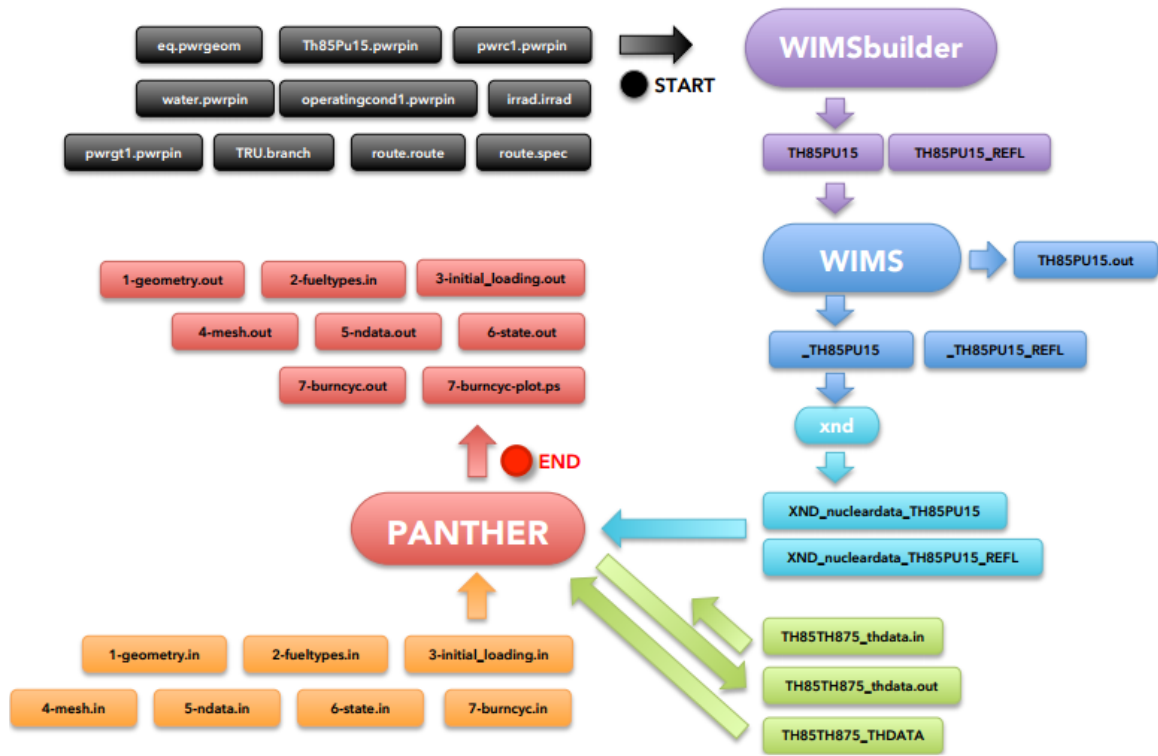 eq.pwrgeom
Th85Pu15.pwrpin
pwrc1.pwrpin
water.pwrpin
operatingcond1.pwrpin
irrad.irrad
pwrgt1.pwrpin
TRU.branch
route.route
route.spec
START
WIMSbuilder
TH85PU15
TH85PU15_REFL
WIMS
TH85PU15.out
_TH85PU15
_TH85PU15_REFL
xnd
XND_nucleardata_TH85PU15
XND_nucleardata_TH85PU15_REFL
1-geometry.out
2-fueltypes.in
3-initial_loading.out
4-mesh.out
5-ndata.out
6-state.out
7-burncyc.out
7-burncyc-plot.ps
END
PANTHER
1-geometry.in
2-fueltypes.in
3-initial_loading.in
4-mesh.in
5-ndata.in
6-state.in
7-burncyc.in
TH85TH875_thdata.in
TH85TH875_thdata.out
TH85TH875_THDATA